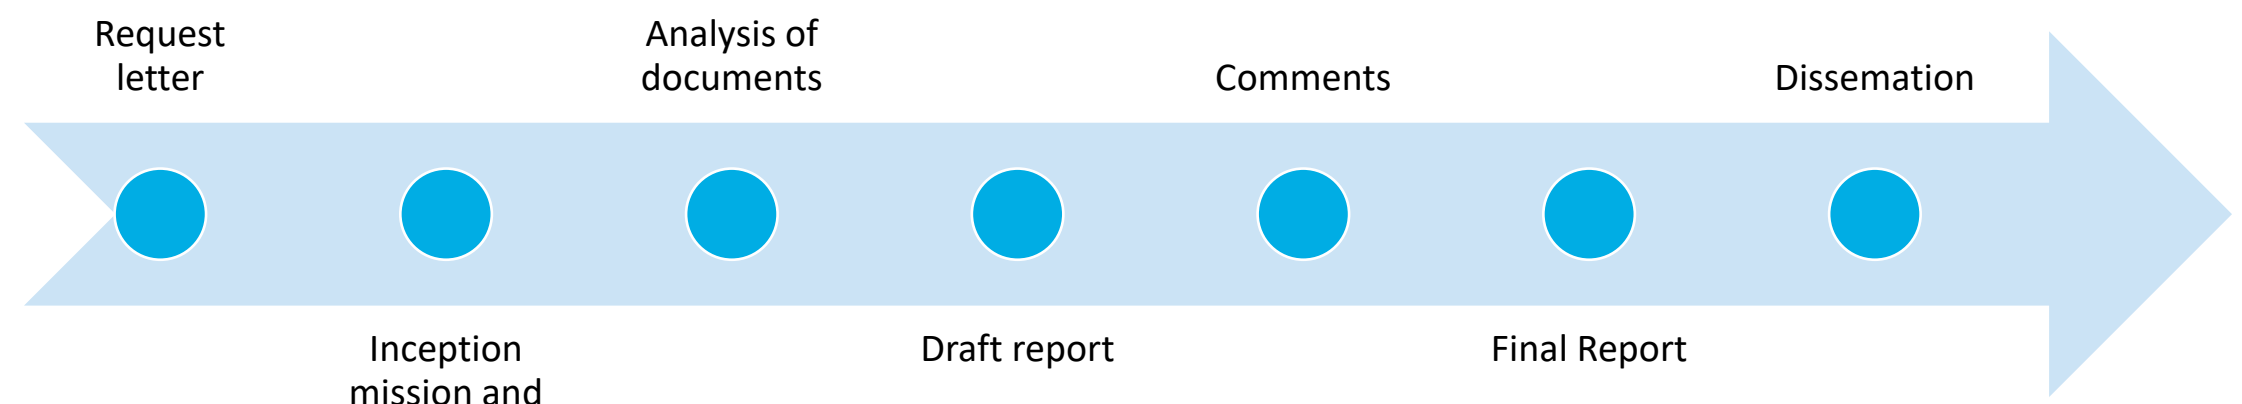 Request
letter
Inception
mission and
Analysis of
documents
Draft report
Comments
Final Report
Dissemation